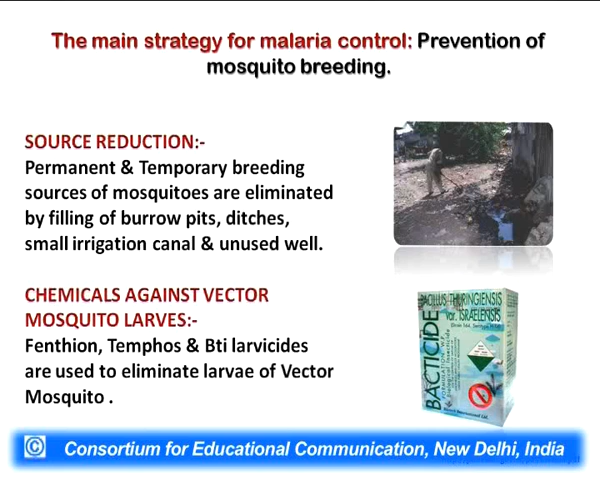 The main strategy for malaria control: Prevention of
mosquito breeding.
SOURCE REDUCTION:-
Permanent & Temporary breeding
sources of mosquitoes are eliminated
by filling of burrow pits, ditches,
small irrigation canal & unused well.
CHEMICALS AGAINST VECTOR
MOSQUITO LARVES:-
Fenthion, Temphos & Bti larvicides
are used to eliminate larvae of Vector
Mosquito .
BACILLUS THURINGIENSIS
Var. ISRAELENSIS
BACTICIDE
© Consortium for Educational Communication, New Delhi, India